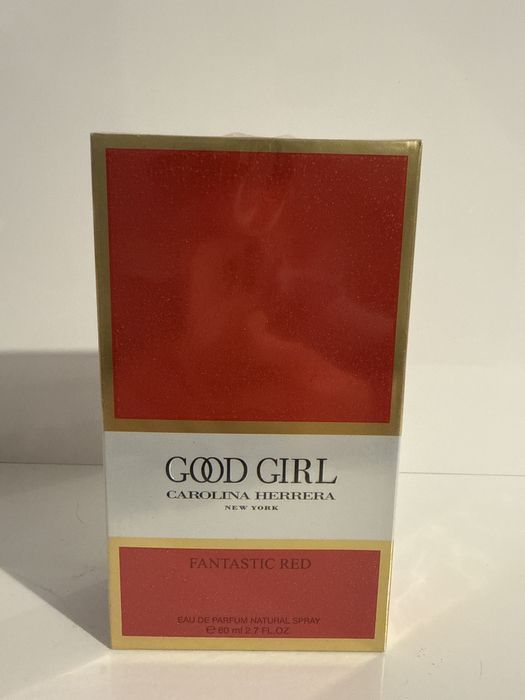 GOOD GIRL
CAROLINA HERRERA
NEW YORK
FANTASTIC RED
EAU DE PARFUM NATURAL SPRAY
℮ 80 ml 2.7 FL.OZ.